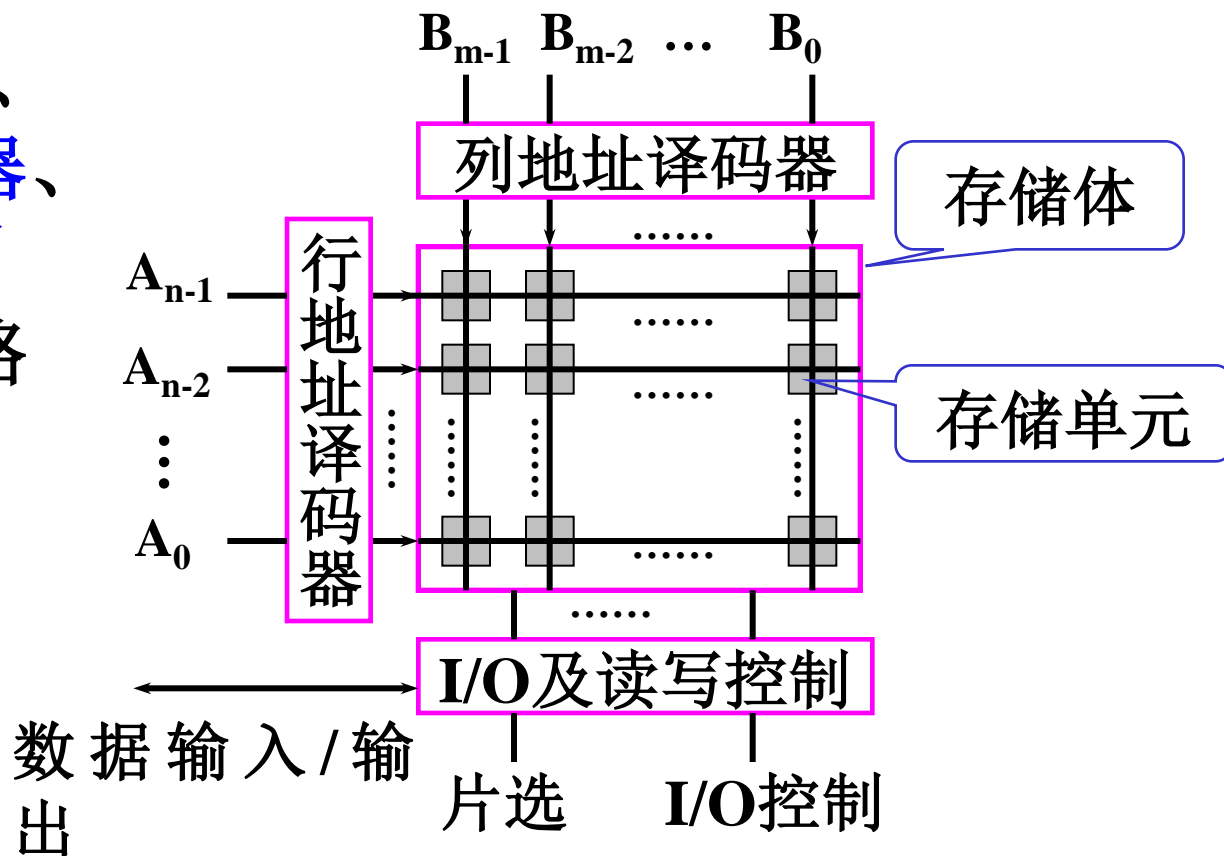 Bm-1 Bm-2 … B0
、
列地址译码器
器、
存储体
行地址译码器
……
An-1
……
An-2
……
存储单元
⋮
A0
……
……
I/O及读写控制
数据输入/输出
片选 I/O控制